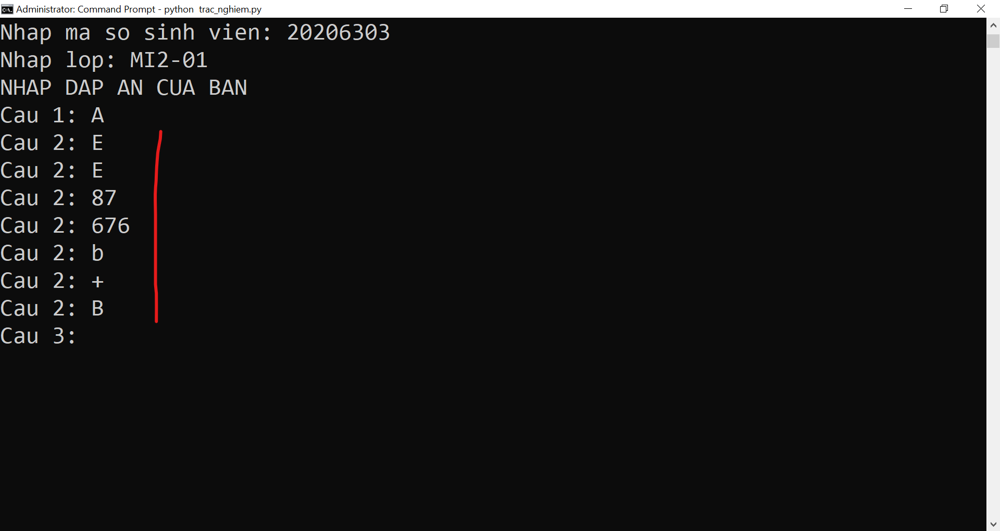 Administrator: Command Prompt - python  trac_nghiem.py
Nhap ma so sinh vien: 20206303
Nhap lop: MI2-01
NHAP DAP AN CUA BAN
Cau 1: A
Cau 2: E
Cau 2: E
Cau 2: 87
Cau 2: 676
Cau 2: b
Cau 2: +
Cau 2: B
Cau 3: